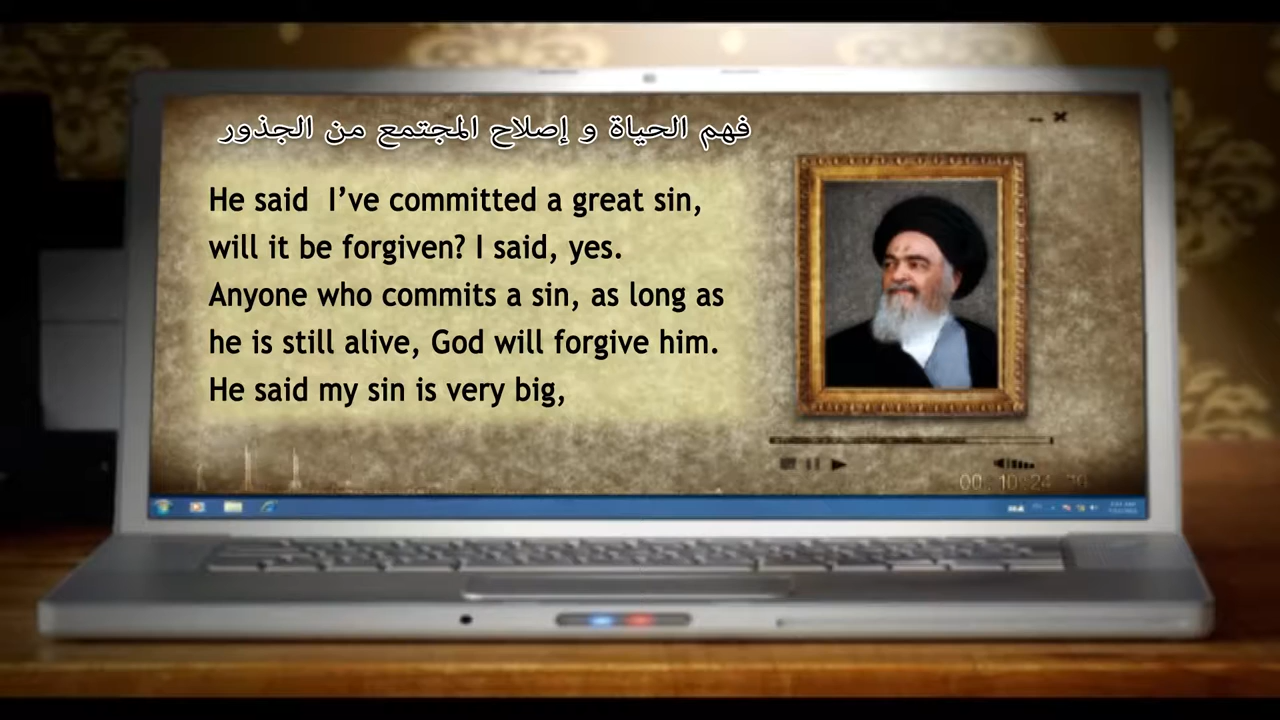 فهم الحياة و إصلاح المجتمع من الجذور
He said I’ve committed a great sin,
will it be forgiven? I said, yes.
Anyone who commits a sin, as long as
he is still alive, God will forgive him.
He said my sin is very big,